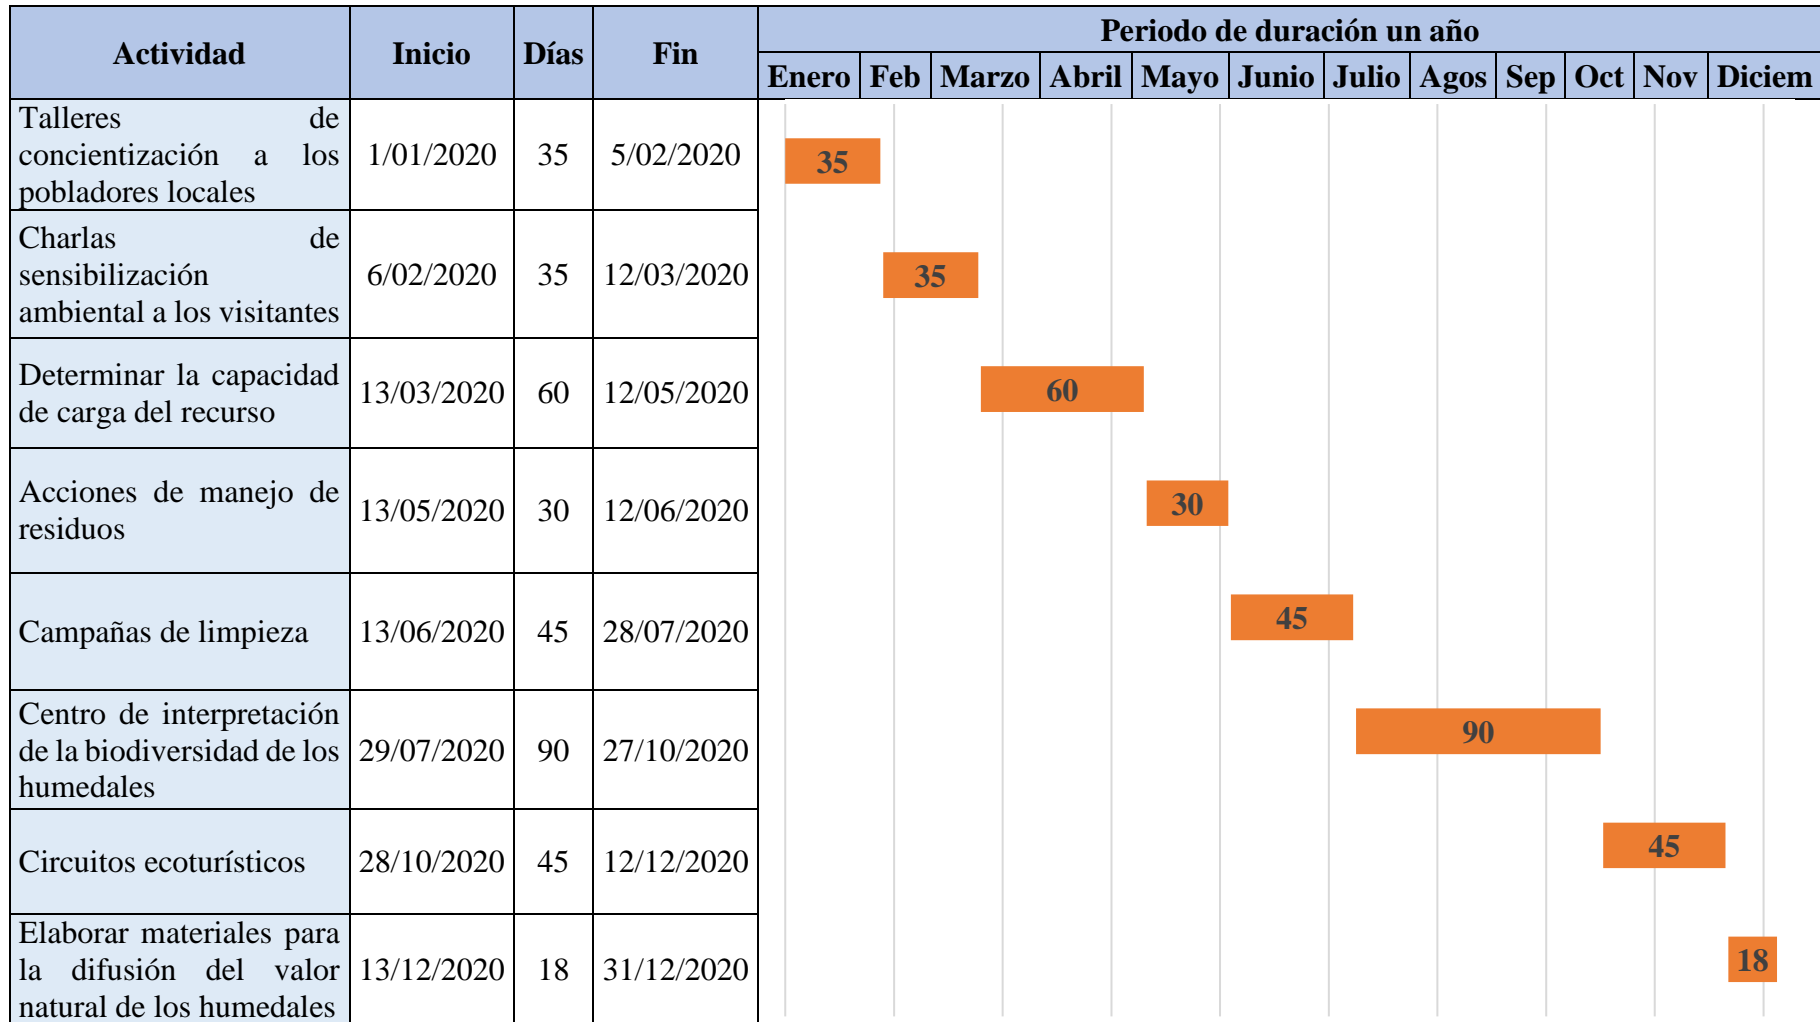 Actividad Inicio Días Fin Periodo de duración un año
Enero Feb Marzo Abril Mayo Junio Julio Agos Sep Oct Nov Diciem
Talleres de
concientización a los
pobladores locales
1/01/2020 35 5/02/2020 35
Charlas de
sensibilización
ambiental a los visitantes
6/02/2020 35 12/03/2020 35
Determinar la capacidad
de carga del recurso
13/03/2020 60 12/05/2020 60
Acciones de manejo de
residuos
13/05/2020 30 12/06/2020 30
Campañas de limpieza 13/06/2020 45 28/07/2020 45
Centro de interpretación
de la biodiversidad de los
humedales
29/07/2020 90 27/10/2020 90
Circuitos ecoturísticos 28/10/2020 45 12/12/2020 45
Elaborar materiales para
la difusión del valor
natural de los humedales
13/12/2020 18 31/12/2020 18